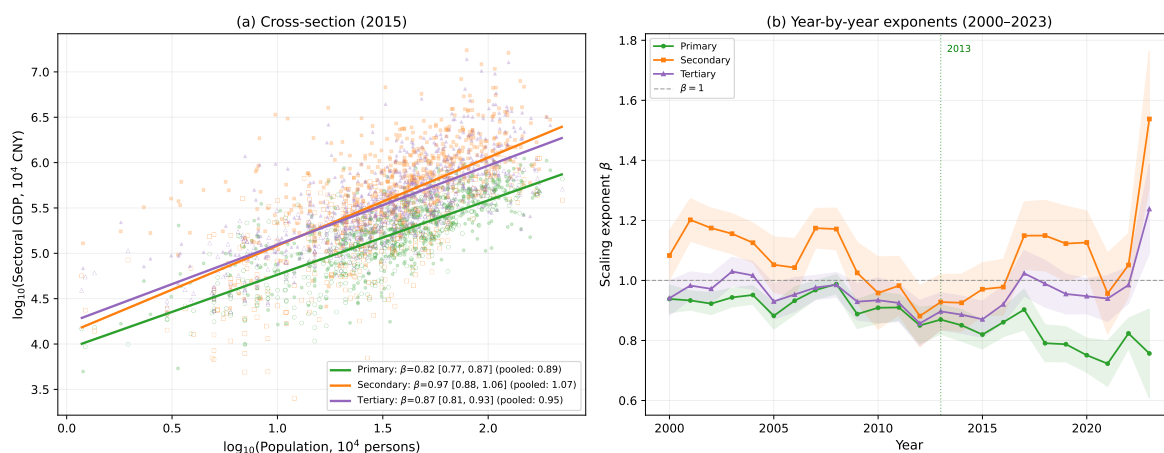 (a) Cross-section (2015)
log₁₀(Sectoral GDP, 10⁴ CNY)
7.0
6.5
6.0
5.5
5.0
4.5
4.0
3.5
0.0 0.5 1.0 1.5 2.0
log₁₀(Population, 10⁴ persons)
Primary: β=0.82 [0.77, 0.87] (pooled: 0.89)
Secondary: β=0.97 [0.88, 1.06] (pooled: 1.07)
Tertiary: β=0.87 [0.81, 0.93] (pooled: 0.95)
(b) Year-by-year exponents (2000–2023)
Scaling exponent β
1.8
1.6
1.4
1.2
1.0
0.8
0.6
2000 2005 2010 2015 2020
Year
Primary
Secondary
Tertiary
β = 1
2013